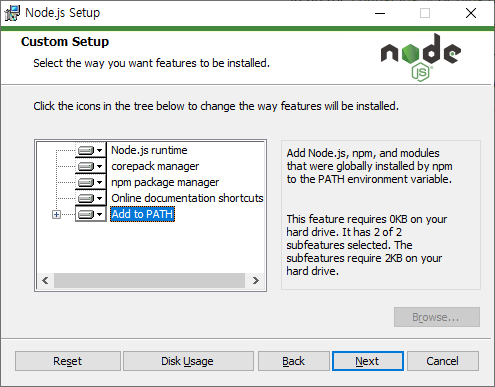 Node.js Setup
Custom Setup
Select the way you want features to be installed.
node
JS
Click the icons in the tree below to change the way features will be installed.
Node.js runtime
corepack manager
npm package manager
Online documentation shortcuts
Add to PATH
Add Node.js, npm, and modules
that were globally installed by npm
to the PATH environment variable.
This feature requires 0KB on your
hard drive. It has 2 of 2
subfeatures selected. The
subfeatures require 2KB on your
hard drive.
Browse...
Reset
Disk Usage
Back
Next
Cancel